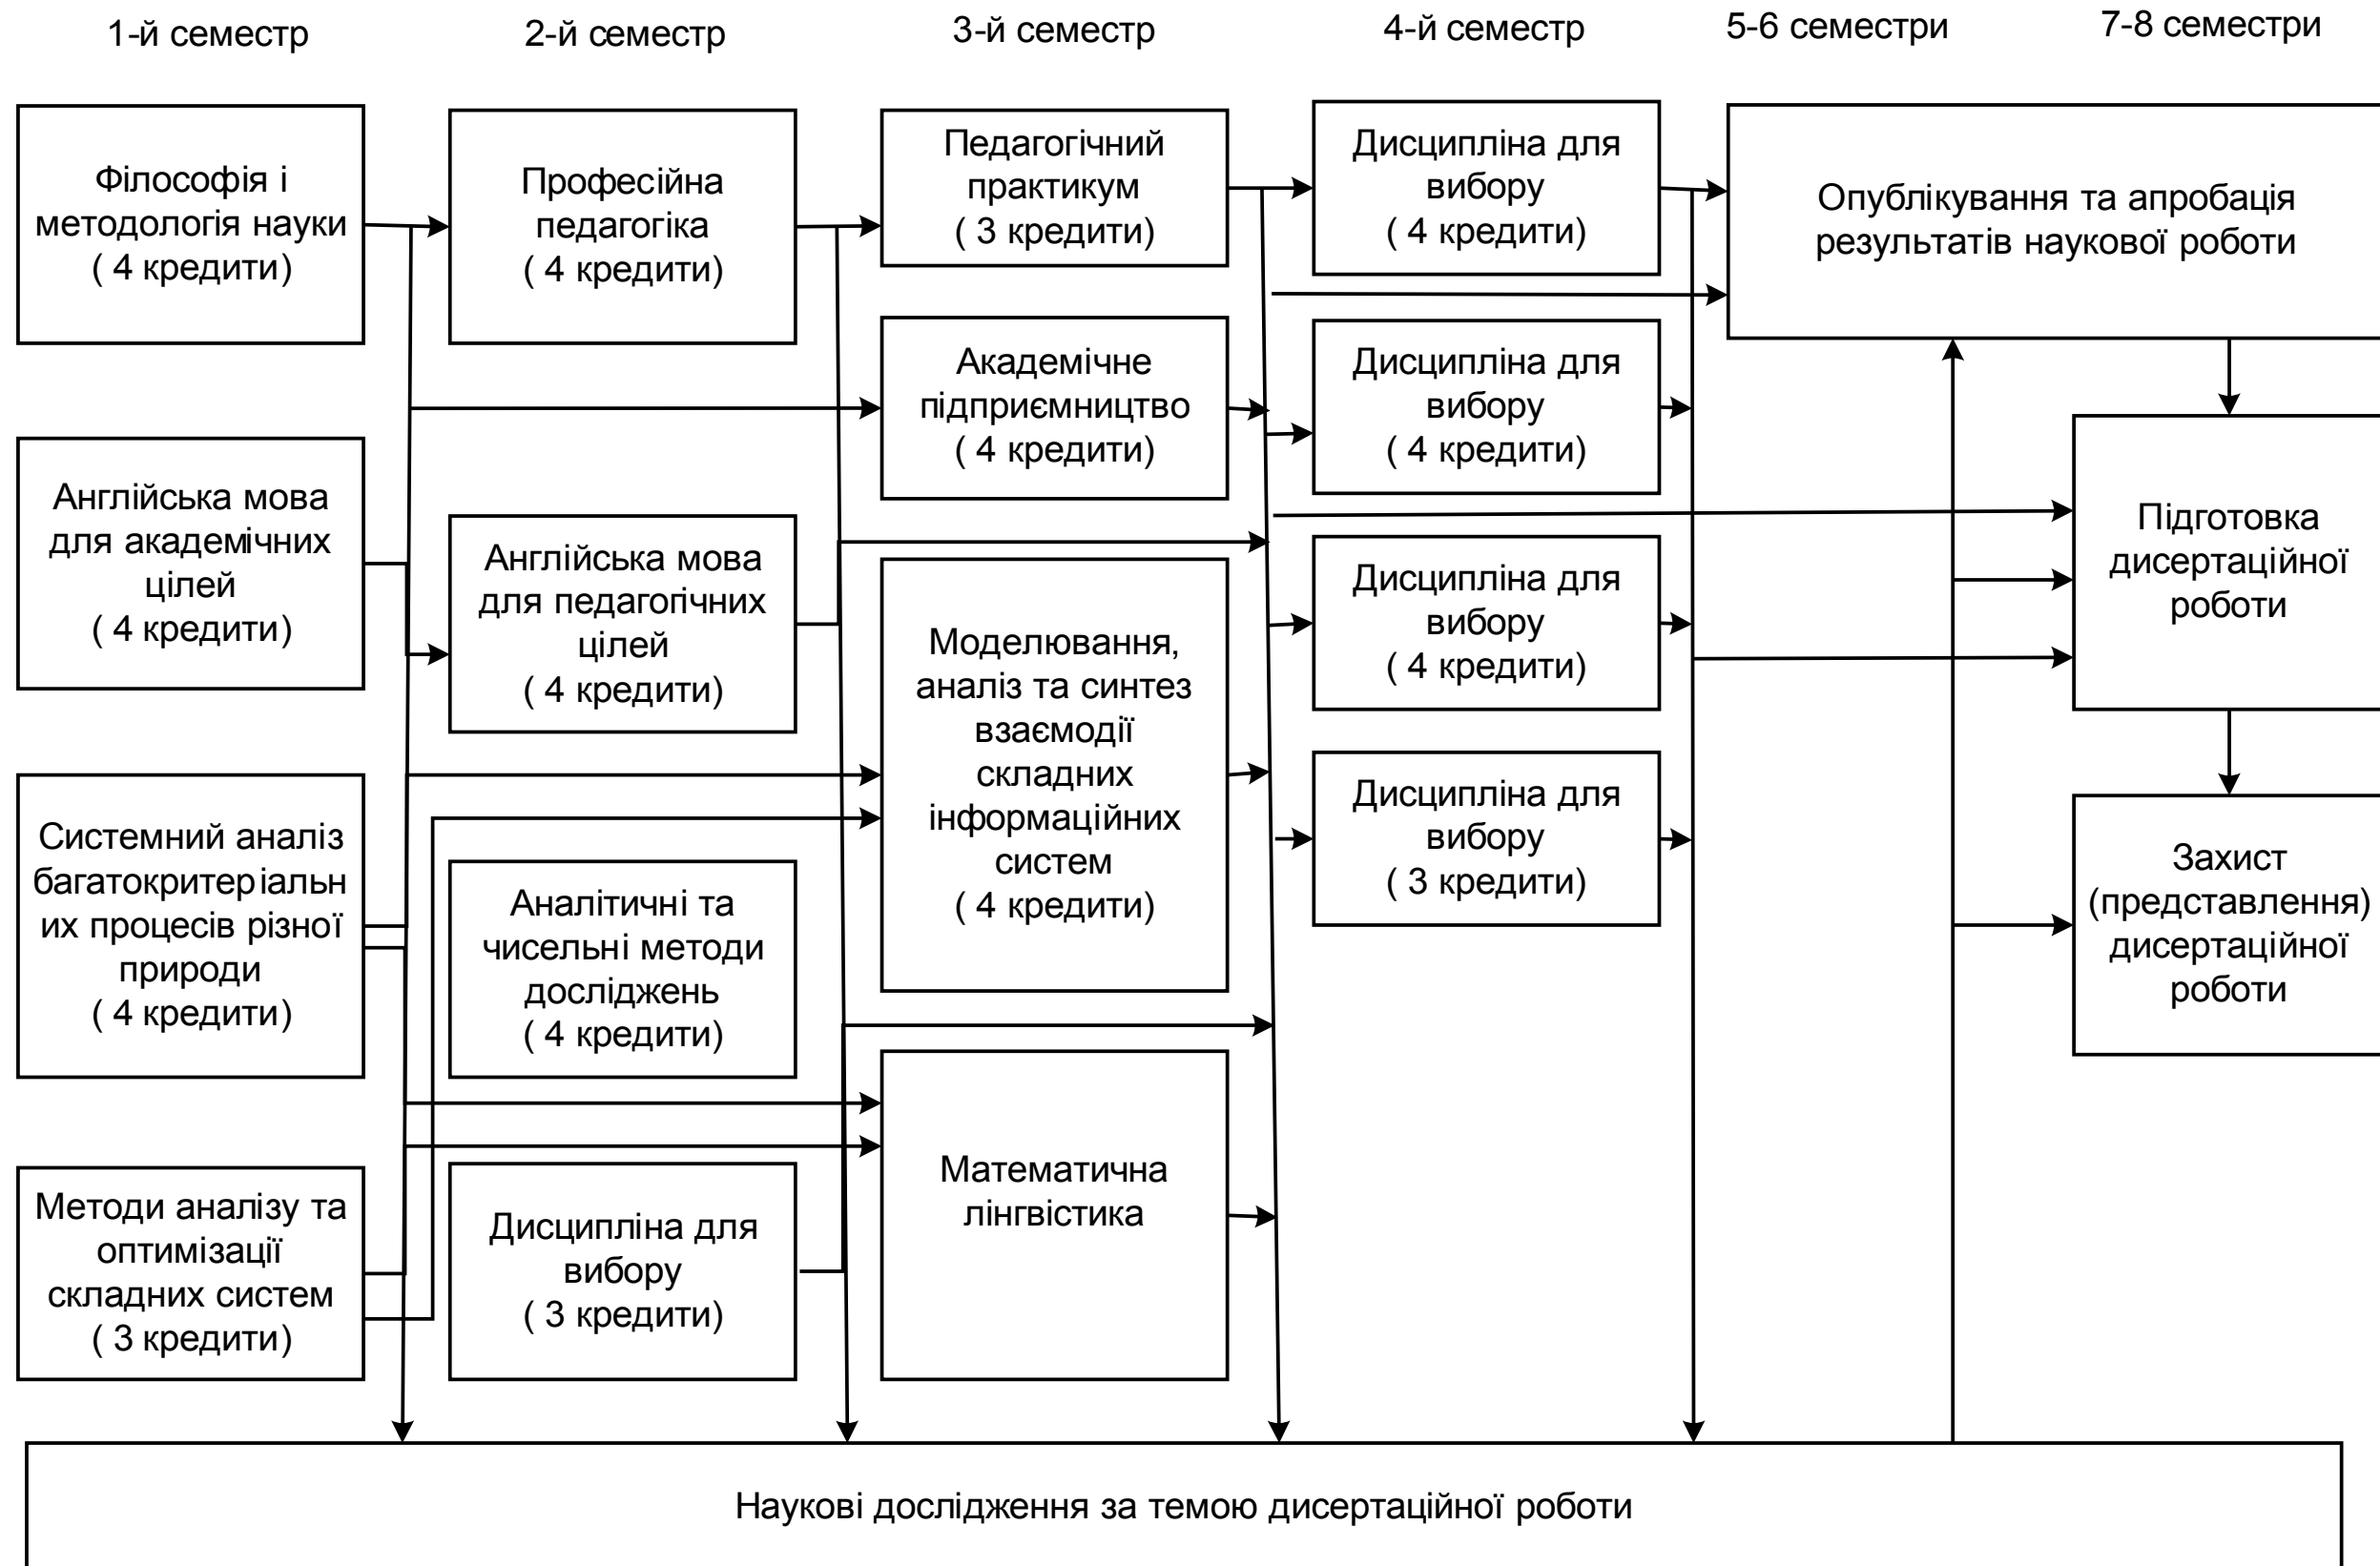 1-й семестр
2-й семестр
3-й семестр
4-й семестр
5-6 семестри
7-8 семестри
Філософія і
методологія науки
( 4 кредити)
Англійська мова
для академічних
цілей
( 4 кредити)
Системний аналіз
багатокритеріальн
их процесів різної
природи
( 4 кредити)
Методи аналізу та
оптимізації
складних систем
( 3 кредити)
Професійна
педагогіка
( 4 кредити)
Англійська мова
для педагогічних
цілей
( 4 кредити)
Аналітичні та
чисельні методи
досліджень
( 4 кредити)
Дисципліна для
вибору
( 3 кредити)
Педагогічний
практикум
( 3 кредити)
Академічне
підприємництво
( 4 кредити)
Моделювання,
аналіз та синтез
взаємодії
складних
інформаційних
систем
( 4 кредити)
Математична
лінгвістика
Дисципліна для
вибору
( 4 кредити)
Дисципліна для
вибору
( 4 кредити)
Дисципліна для
вибору
( 4 кредити)
Дисципліна для
вибору
( 3 кредити)
Опублікування та апробація
результатів наукової роботи
Підготовка
дисертаційної
роботи
Захист
(представлення)
дисертаційної
роботи
Наукові дослідження за темою дисертаційної роботи